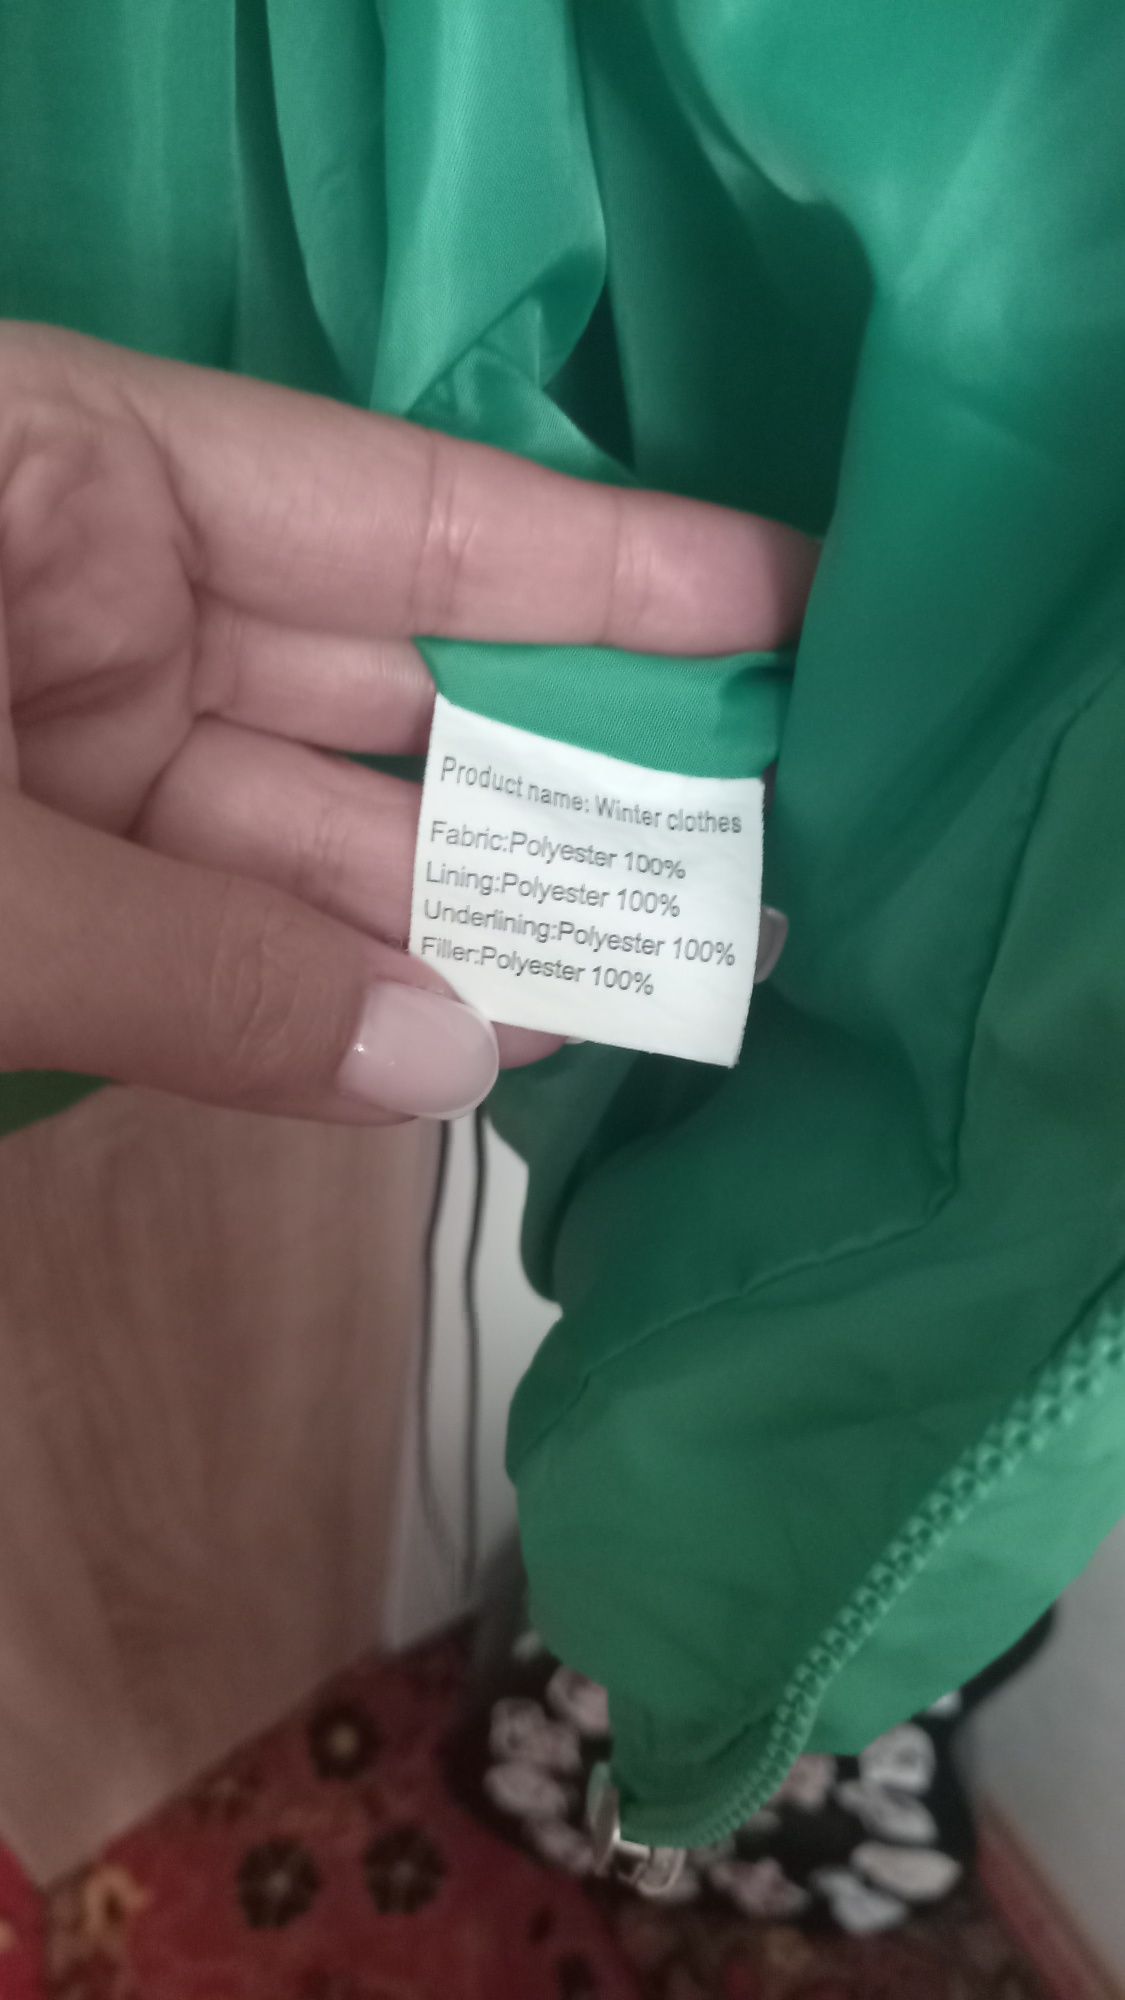 Product name: Winter clothes
Fabric:Polyester 100%
Lining:Polyester 100%
Underlining:Polyester 100%
Filler:Polyester 100%